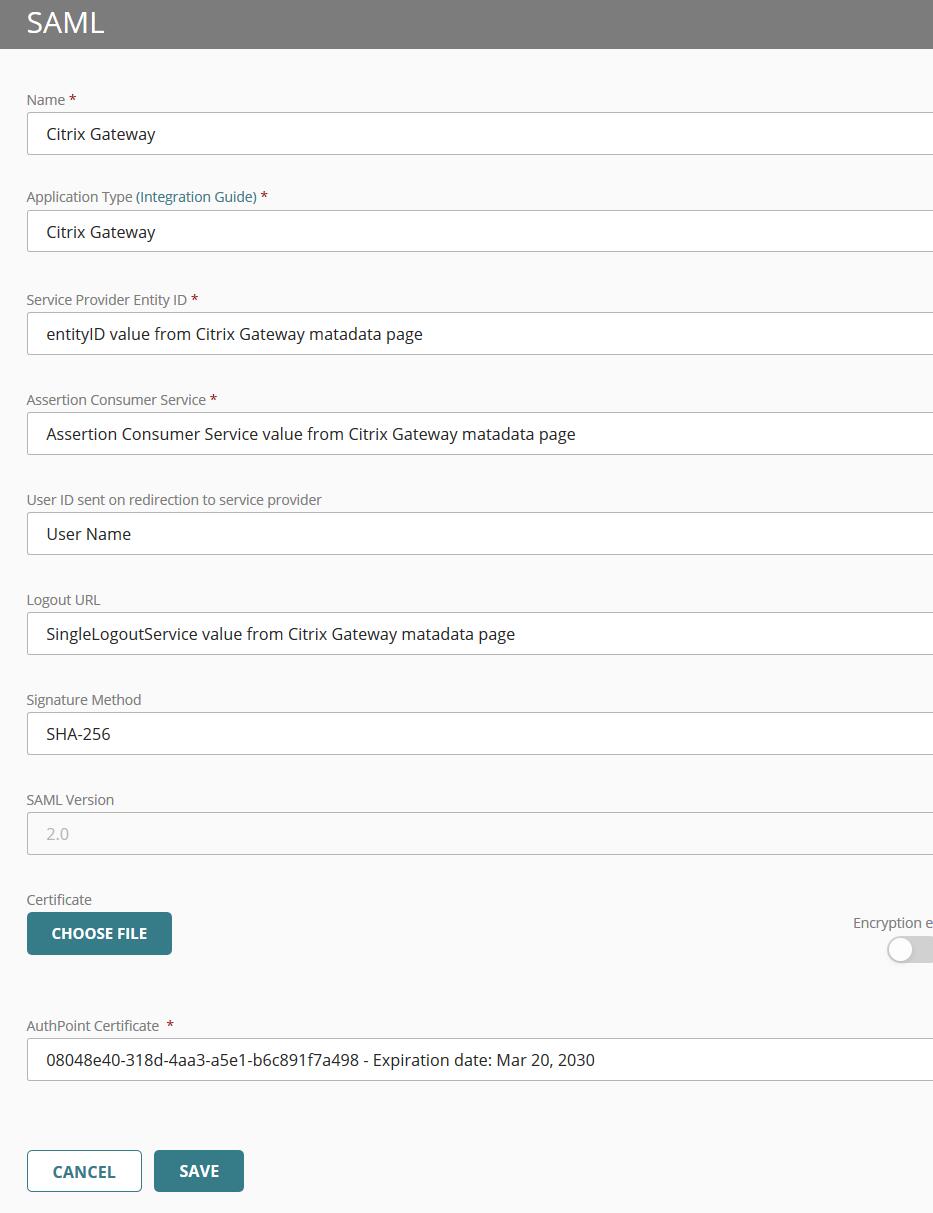 SAML
Name *
Citrix Gateway
Application Type (Integration Guide) *
Citrix Gateway
Service Provider Entity ID *
entityID value from Citrix Gateway matadata page
Assertion Consumer Service *
Assertion Consumer Service value from Citrix Gateway matadata page
User ID sent on redirection to service provider
User Name
Logout URL
SingleLogoutService value from Citrix Gateway matadata page
Signature Method
SHA-256
SAML Version
2.0
Certificate
CHOOSE FILE
Encryption e
AuthPoint Certificate *
08048e40-318d-4aa3-a5e1-b6c891f7a498 - Expiration date: Mar 20, 2030
CANCEL SAVE